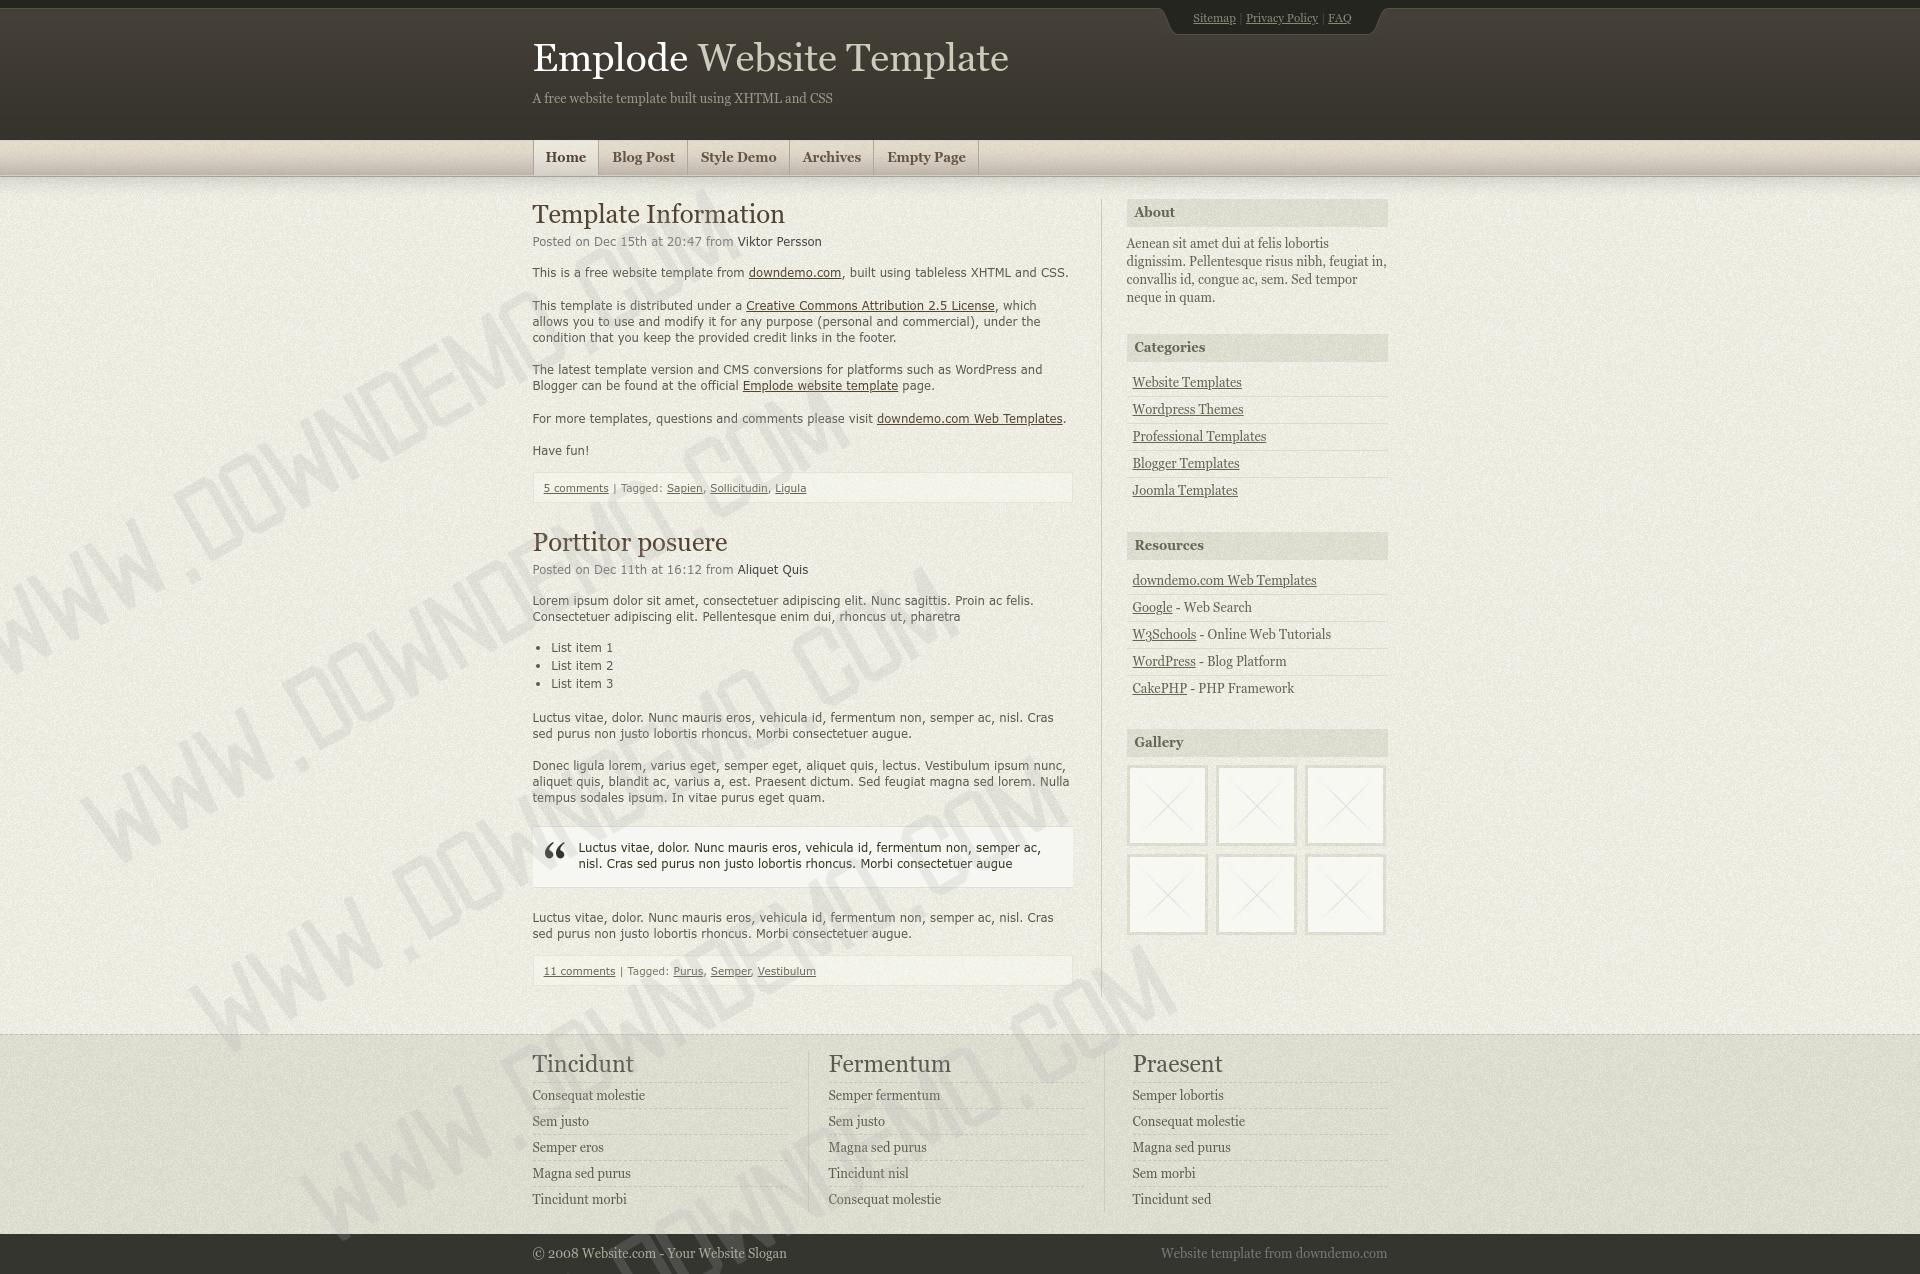 Sitemap | Privacy Policy | FAQ
Emplode Website Template
A free website template built using XHTML and CSS
Home
Blog Post
Style Demo
Archives
Empty Page
Template Information
Posted on Dec 15th at 20:47 from Viktor Persson
This is a free website template from downdemo.com, built using tableless XHTML and CSS.
This template is distributed under a Creative Commons Attribution 2.5 License, which
allows you to use and modify it for any purpose (personal and commercial), under the
condition that you keep the provided credit links in the footer.
The latest template version and CMS conversions for platforms such as WordPress and
Blogger can be found at the official Emplode website template page.
For more templates, questions and comments please visit downdemo.com Web Templates.
Have fun!
5 comments | Tagged: Sapien, Sollicitudin, Ligula
Porttitor posuere
Posted on Dec 11th at 16:12 from Aliquet Quis
Lorem ipsum dolor sit amet, consectetuer adipiscing elit. Nunc sagittis. Proin ac felis.
Consectetuer adipiscing elit. Pellentesque enim dui, rhoncus ut, pharetra
• List item 1
• List item 2
• List item 3
Luctus vitae, dolor. Nunc mauris eros, vehicula id, fermentum non, semper ac, nisl. Cras
sed purus non justo lobortis rhoncus. Morbi consectetuer augue.
Donec ligula lorem, varius eget, semper eget, aliquet quis, lectus. Vestibulum ipsum nunc,
aliquet quis, blandit ac, varius a, est. Praesent dictum. Sed feugiat magna sed lorem. Nulla
tempus sodales ipsum. In vitae purus eget quam.
“ Luctus vitae, dolor. Nunc mauris eros, vehicula id, fermentum non, semper ac,
nisl. Cras sed purus non justo lobortis rhoncus. Morbi consectetuer augue
Luctus vitae, dolor. Nunc mauris eros, vehicula id, fermentum non, semper ac, nisl. Cras
sed purus non justo lobortis rhoncus. Morbi consectetuer augue.
11 comments | Tagged: Purus, Semper, Vestibulum
About
Aenean sit amet dui at felis lobortis
dignissim. Pellentesque risus nibh, feugiat in,
convallis id, congue ac, sem. Sed tempor
neque in quam.
Categories
Website Templates
Wordpress Themes
Professional Templates
Blogger Templates
Joomla Templates
Resources
downdemo.com Web Templates
Google - Web Search
W3Schools - Online Web Tutorials
WordPress - Blog Platform
CakePHP - PHP Framework
Gallery
Tincidunt
Consequat molestie
Sem justo
Semper eros
Magna sed purus
Tincidunt morbi
Fermentum
Semper fermentum
Sem justo
Magna sed purus
Tincidunt nisl
Consequat molestie
Praesent
Semper lobortis
Consequat molestie
Magna sed purus
Sem morbi
Tincidunt sed
© 2008 Website.com - Your Website Slogan
Website template from downdemo.com
WWW.DOWNDEMO.COM
WWW.DOWNDEMO.COM
WWW.DOWNDEMO.COM
WWW.DOWNDEMO.COM
WWW.DOWNDEMO.COM